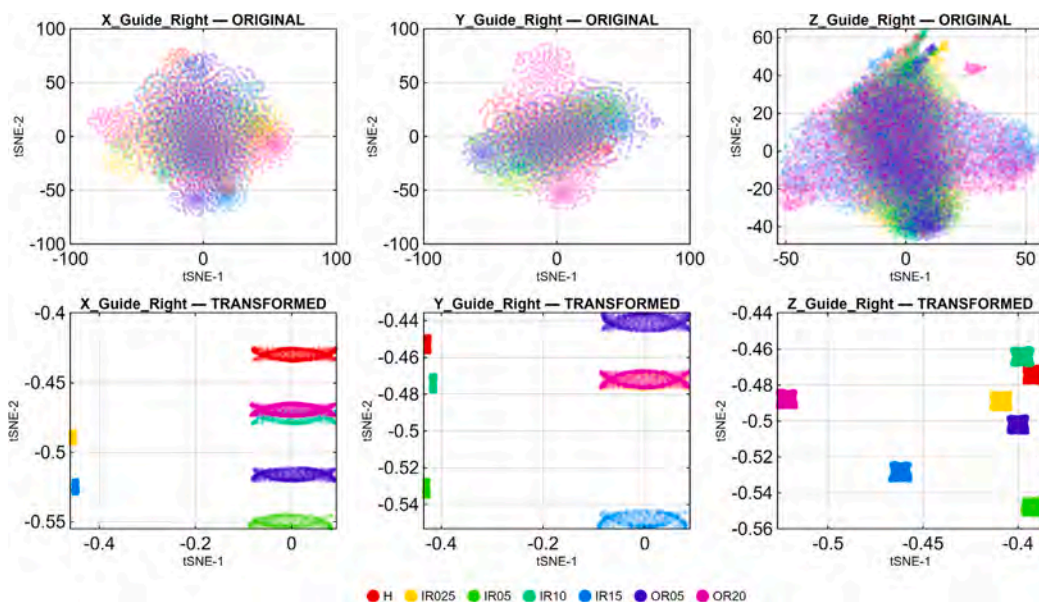 X_Guide_Right — ORIGINAL
100
50
0
-50
-100
-100
0
100
tSNE-2
tSNE-1
Y_Guide_Right — ORIGINAL
100
50
0
-50
-100
-100
0
100
tSNE-2
tSNE-1
Z_Guide_Right — ORIGINAL
60
40
20
0
-20
-40
-50
0
50
tSNE-2
tSNE-1
X_Guide_Right — TRANSFORMED
-0.4
-0.45
-0.5
-0.55
-0.4
-0.2
0
tSNE-2
tSNE-1
Y_Guide_Right — TRANSFORMED
-0.44
-0.46
-0.48
-0.5
-0.52
-0.54
-0.4
-0.2
0
tSNE-2
tSNE-1
Z_Guide_Right — TRANSFORMED
-0.44
-0.46
-0.48
-0.5
-0.52
-0.54
-0.56
-0.5
-0.45
-0.4
tSNE-2
tSNE-1
H IR025 IR05 IR10 IR15 OR05 OR20